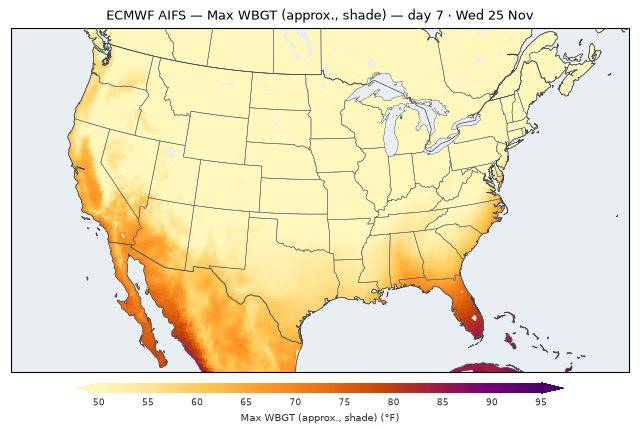 ECMWF AIFS — Max WBGT (approx., shade) — day 7 · Wed 25 Nov
50 55 60 65 70 75 80 85 90 95
Max WBGT (approx., shade) (°F)